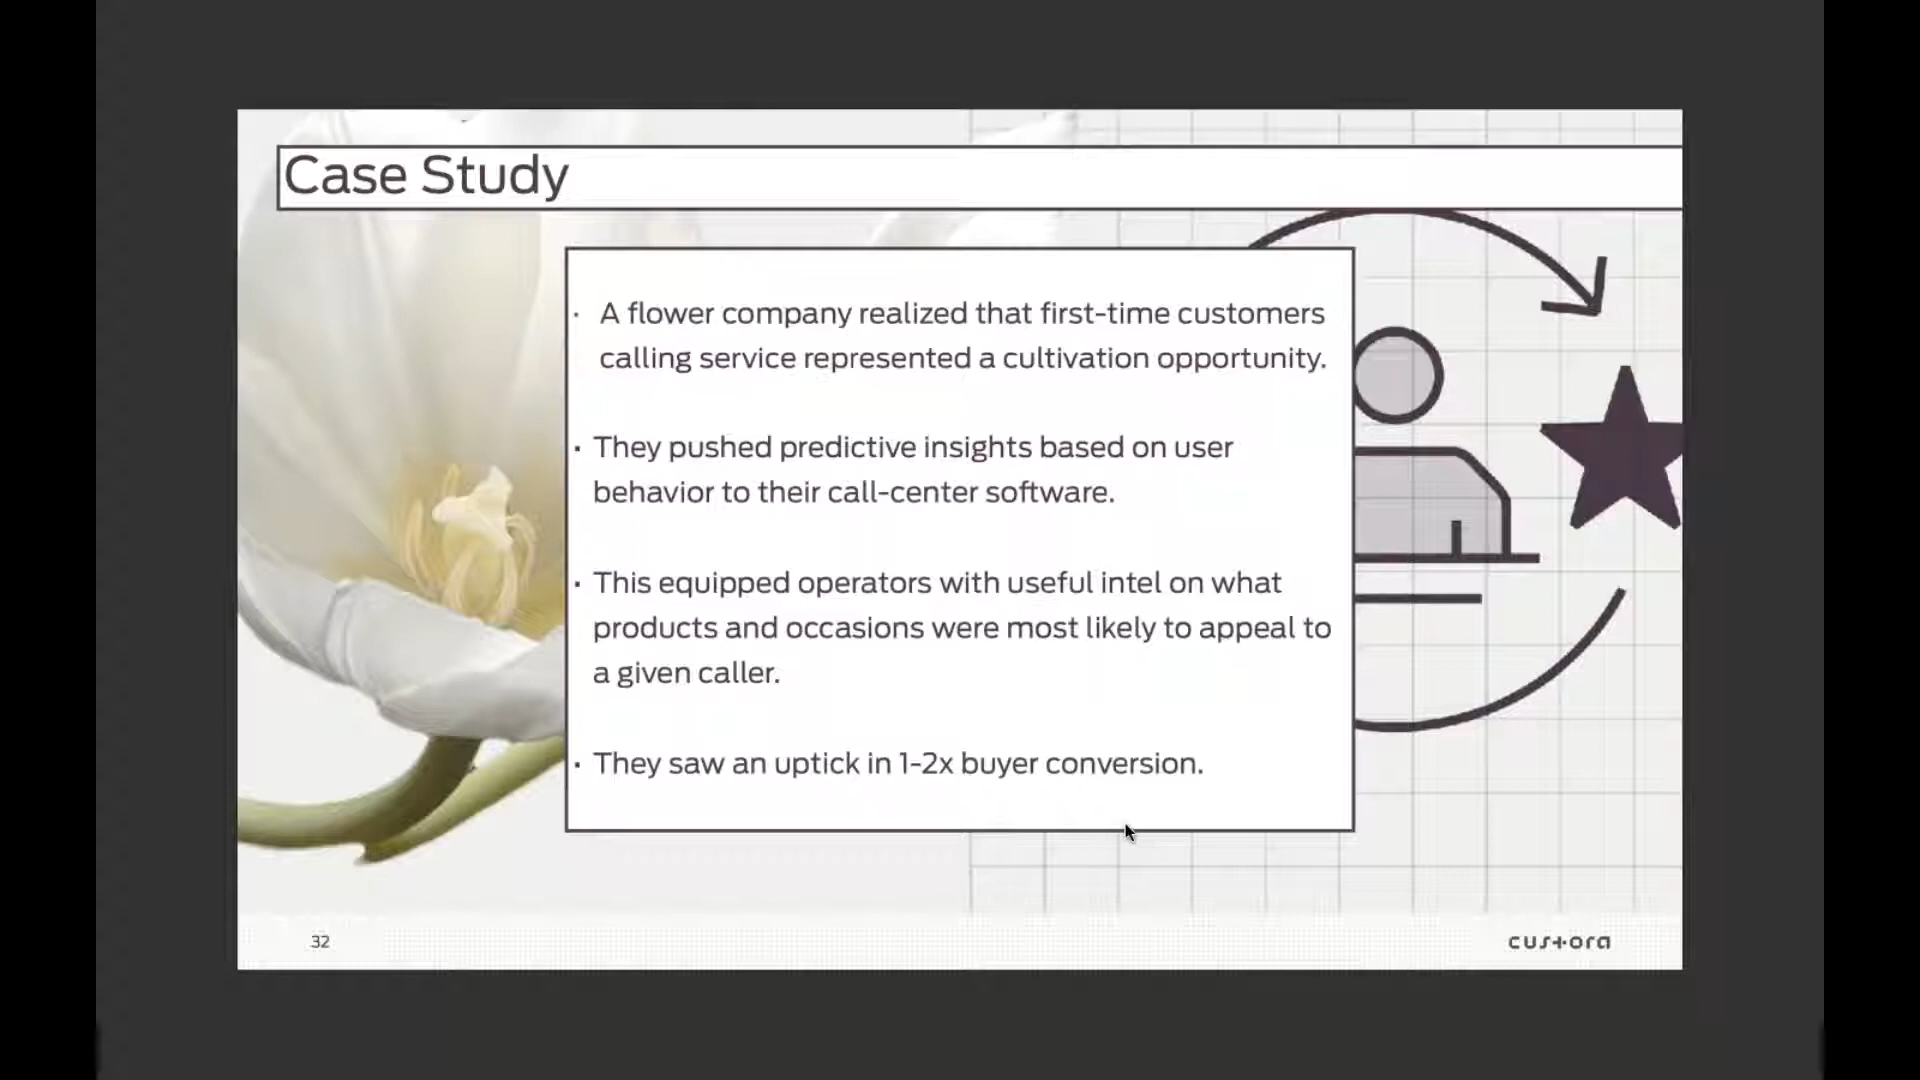 Case Study
· A flower company realized that first-time customers
calling service represented a cultivation opportunity.
· They pushed predictive insights based on user
behavior to their call-center software.
· This equipped operators with useful intel on what
products and occasions were most likely to appeal to
a given caller.
· They saw an uptick in 1-2x buyer conversion.
32
custora